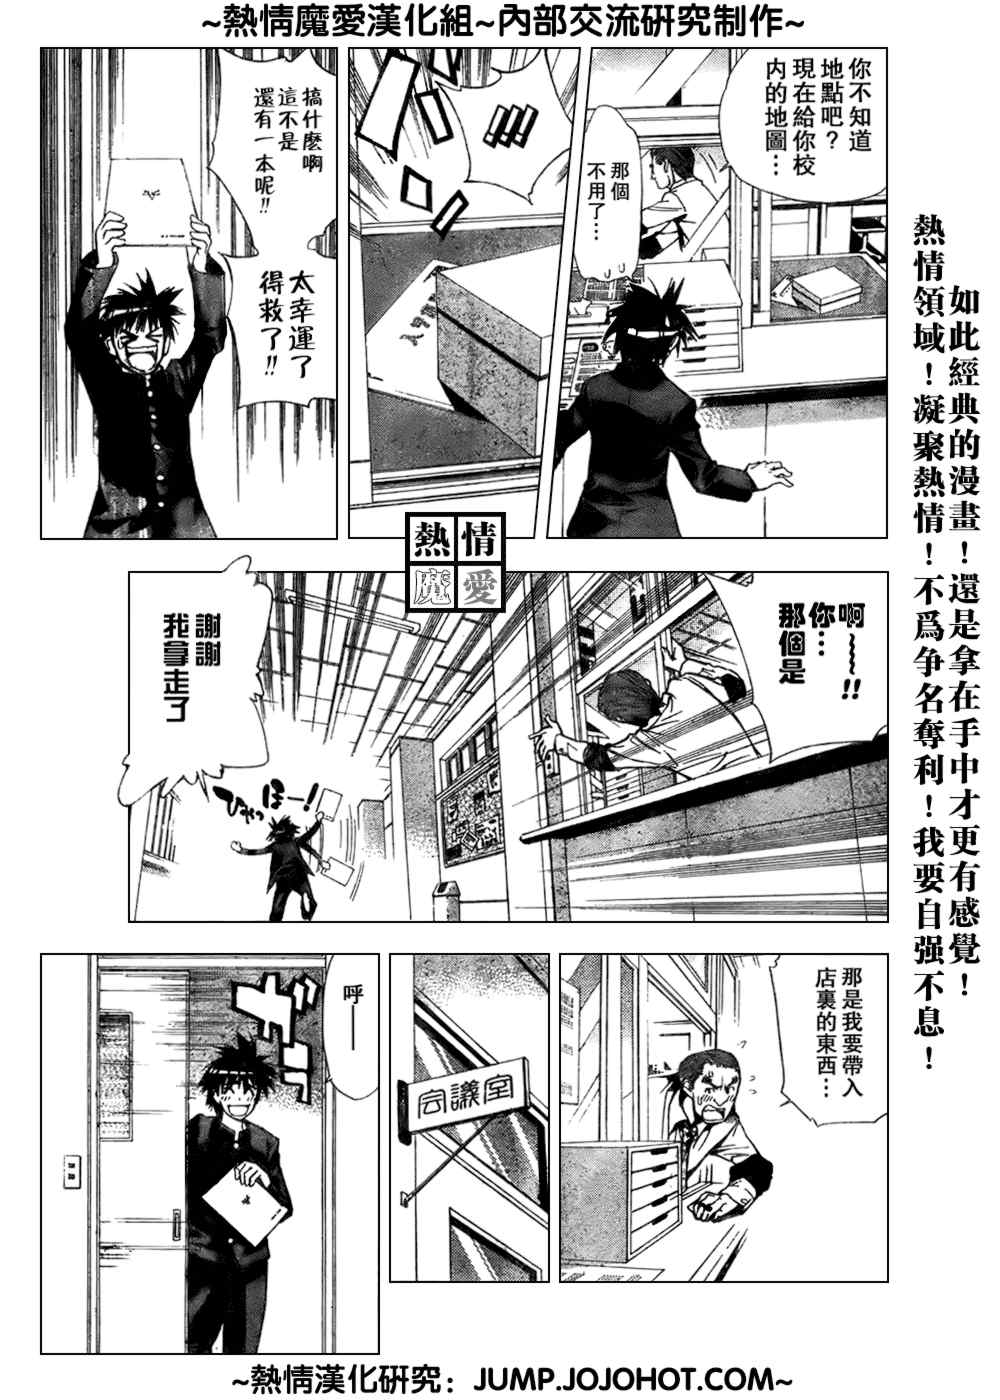 ~熱情魔愛漢化組~內部交流研究制作~
你不知道
地點吧？
現在給你校
内的地圖…
那個
不用了…
!!!!
搞什麼啊
這不是
還有一本呢!!
太幸運了
得救了!!
熱情
魔愛
啊~~~!!
你…
那個是
謝謝
我拿走了
ほー!
ひゃっ
那是我要帶入
店裏的東西…
会議室
呼——
如此經典的漫畫！還是拿在手中才更有感覺！
熱情領域！凝聚熱情！不爲争名奪利！我要自强不息！
~熱情漢化研究：JUMP.JOJOHOT.COM~